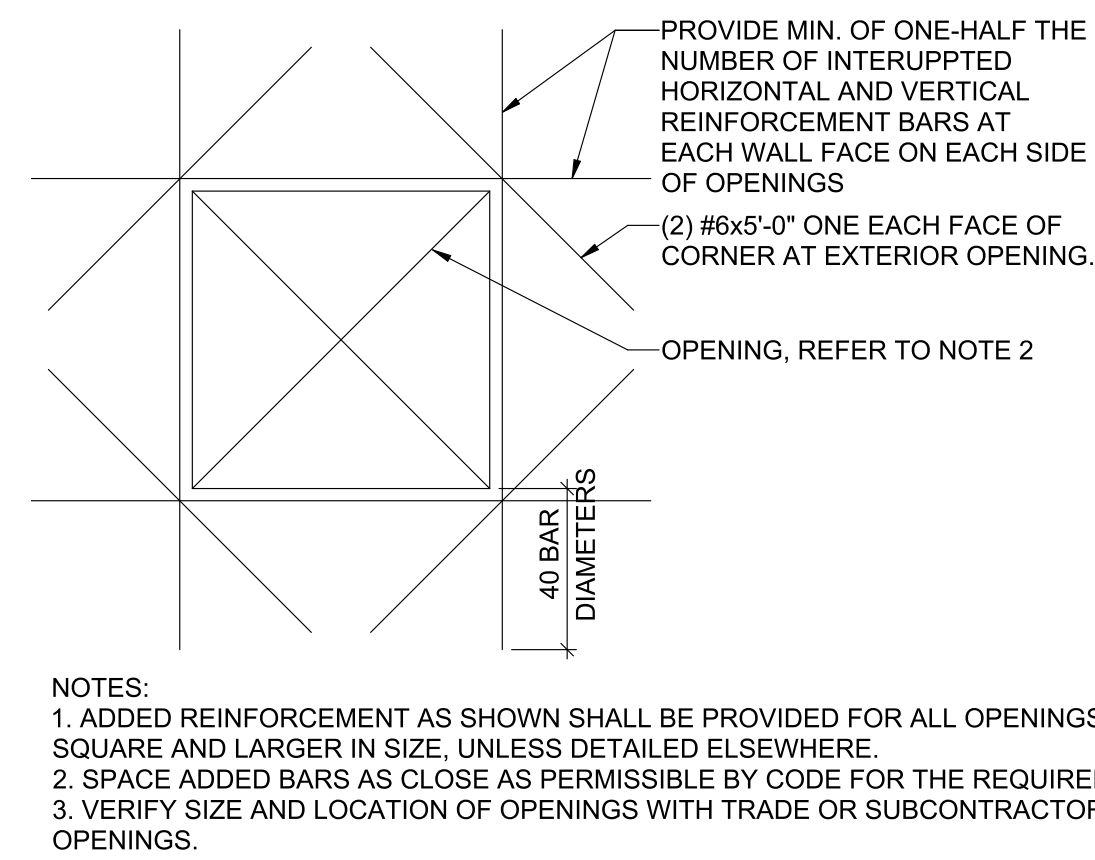 PROVIDE MIN. OF ONE-HALF THE
NUMBER OF INTERUPPTED
HORIZONTAL AND VERTICAL
REINFORCEMENT BARS AT
EACH WALL FACE ON EACH SIDE
OF OPENINGS
(2) #6x5'-0" ONE EACH FACE OF
CORNER AT EXTERIOR OPENING.
OPENING, REFER TO NOTE 2
40 BAR
DIAMETERS
NOTES:
1. ADDED REINFORCEMENT AS SHOWN SHALL BE PROVIDED FOR ALL OPENINGS
SQUARE AND LARGER IN SIZE, UNLESS DETAILED ELSEWHERE.
2. SPACE ADDED BARS AS CLOSE AS PERMISSIBLE BY CODE FOR THE REQUIRE
3. VERIFY SIZE AND LOCATION OF OPENINGS WITH TRADE OR SUBCONTRACTOR
OPENINGS.